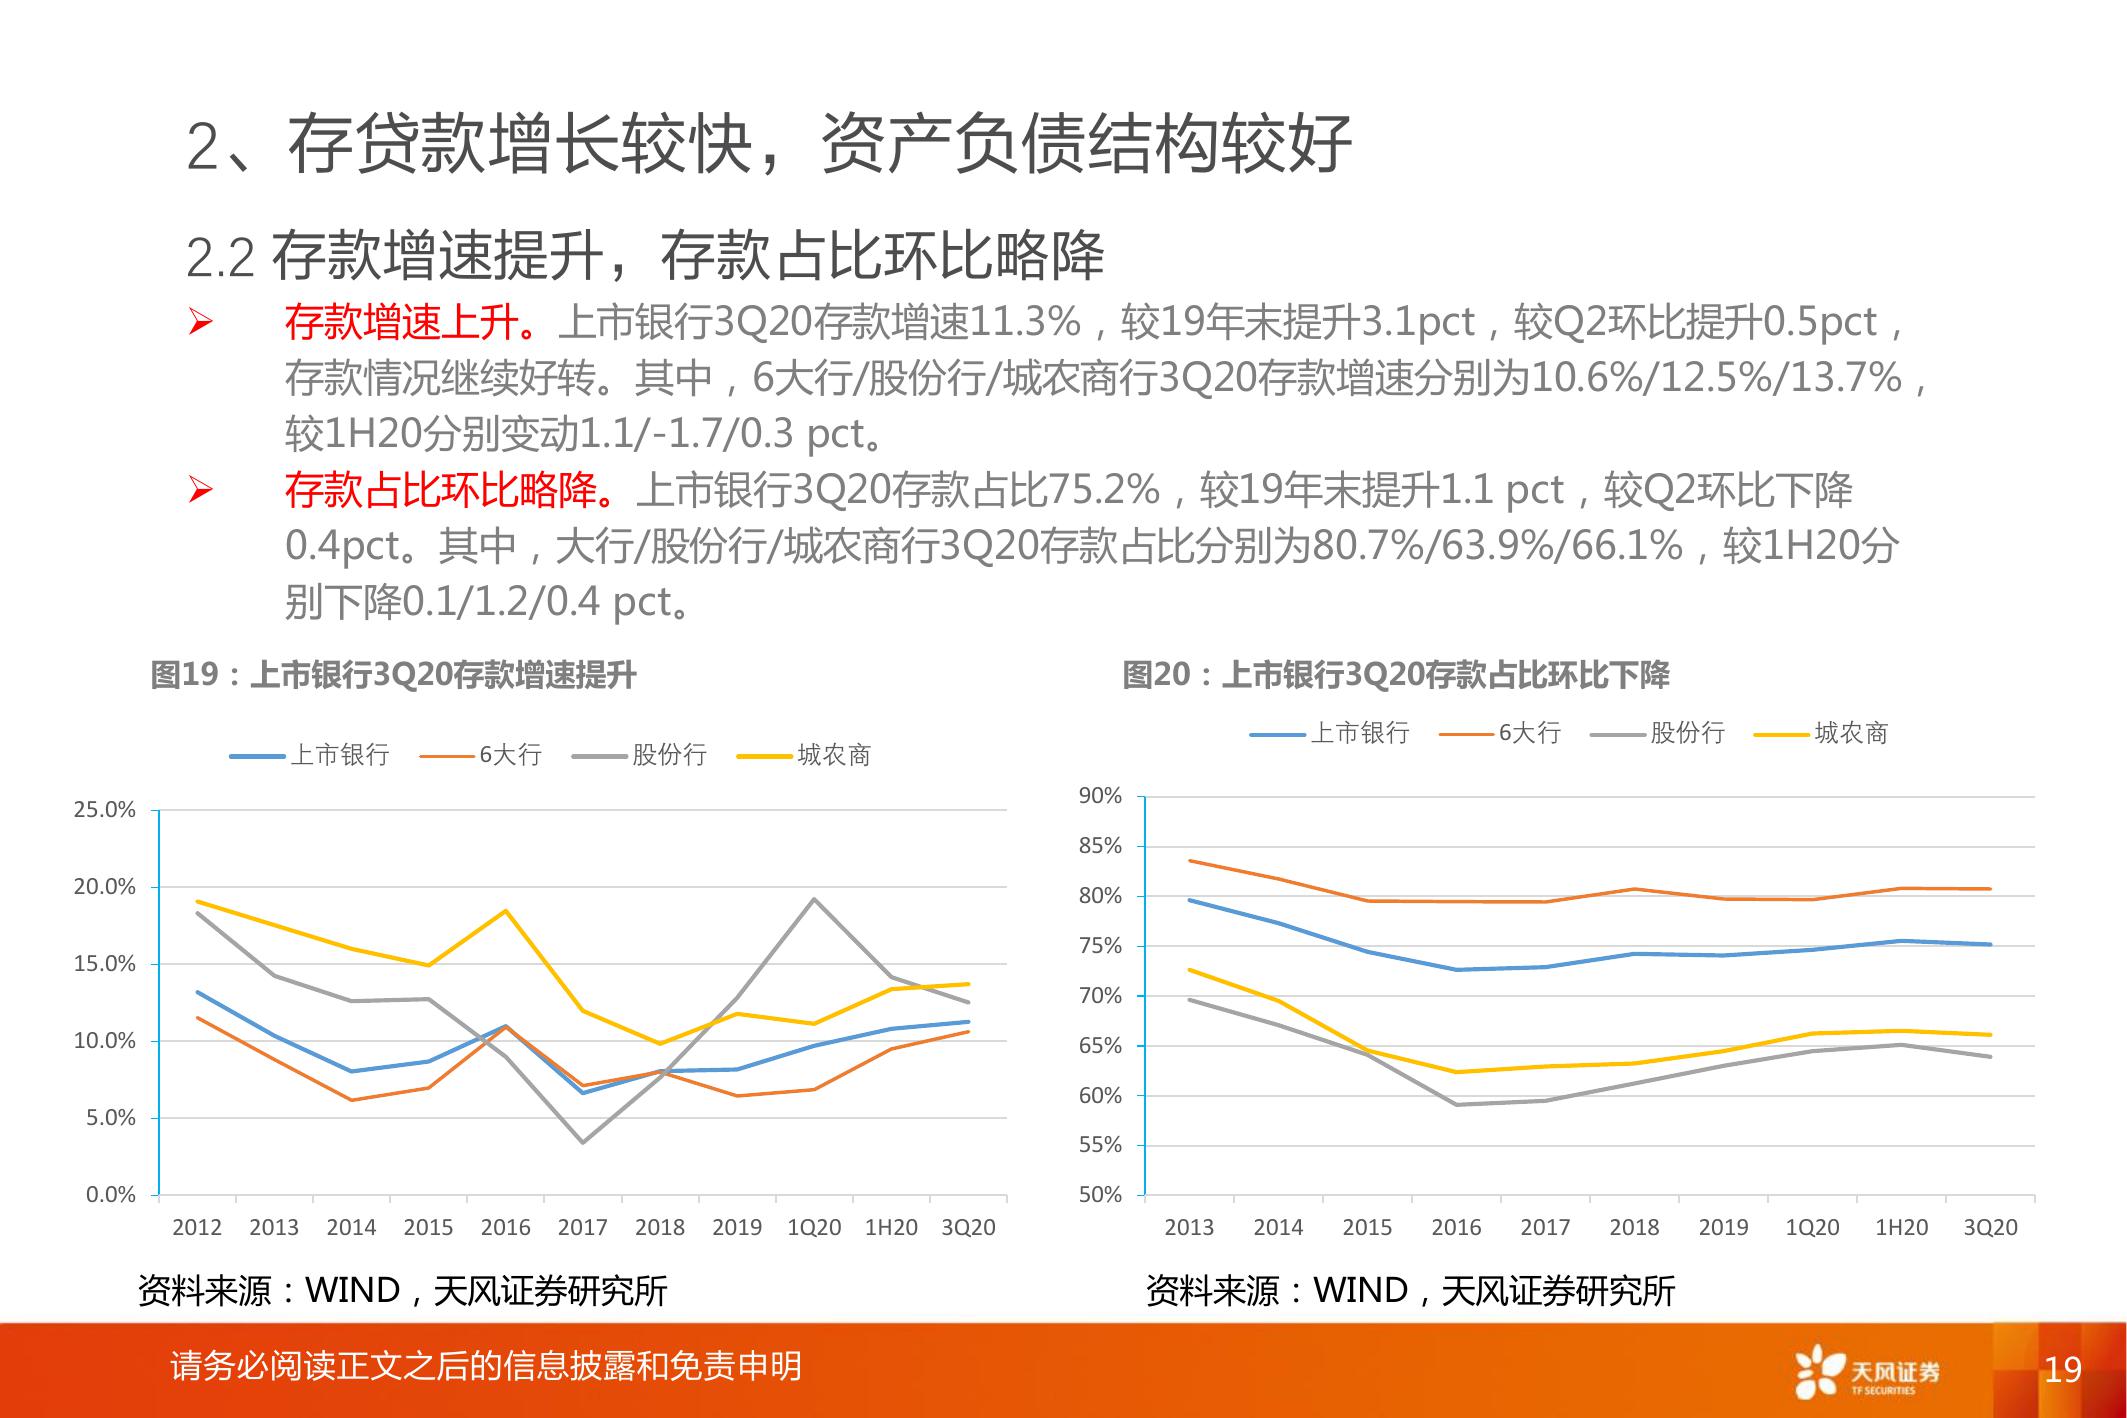 2、存贷款增长较快，资产负债结构较好
2.2 存款增速提升，存款占比环比略降
➢ 存款增速上升。上市银行3Q20存款增速11.3%，较19年末提升3.1pct，较Q2环比提升0.5pct，
存款情况继续好转。其中，6大行/股份行/城农商行3Q20存款增速分别为10.6%/12.5%/13.7%，
较1H20分别变动1.1/-1.7/0.3 pct。
➢ 存款占比环比略降。上市银行3Q20存款占比75.2%，较19年末提升1.1 pct，较Q2环比下降
0.4pct。其中，大行/股份行/城农商行3Q20存款占比分别为80.7%/63.9%/66.1%，较1H20分
别下降0.1/1.2/0.4 pct。
图19：上市银行3Q20存款增速提升
上市银行 6大行 股份行 城农商
25.0%
20.0%
15.0%
10.0%
5.0%
0.0%
2012 2013 2014 2015 2016 2017 2018 2019 1Q20 1H20 3Q20
资料来源：WIND，天风证券研究所
图20：上市银行3Q20存款占比环比下降
上市银行 6大行 股份行 城农商
90%
85%
80%
75%
70%
65%
60%
55%
50%
2013 2014 2015 2016 2017 2018 2019 1Q20 1H20 3Q20
资料来源：WIND，天风证券研究所
请务必阅读正文之后的信息披露和免责申明
天风证券
TF SECURITIES
19